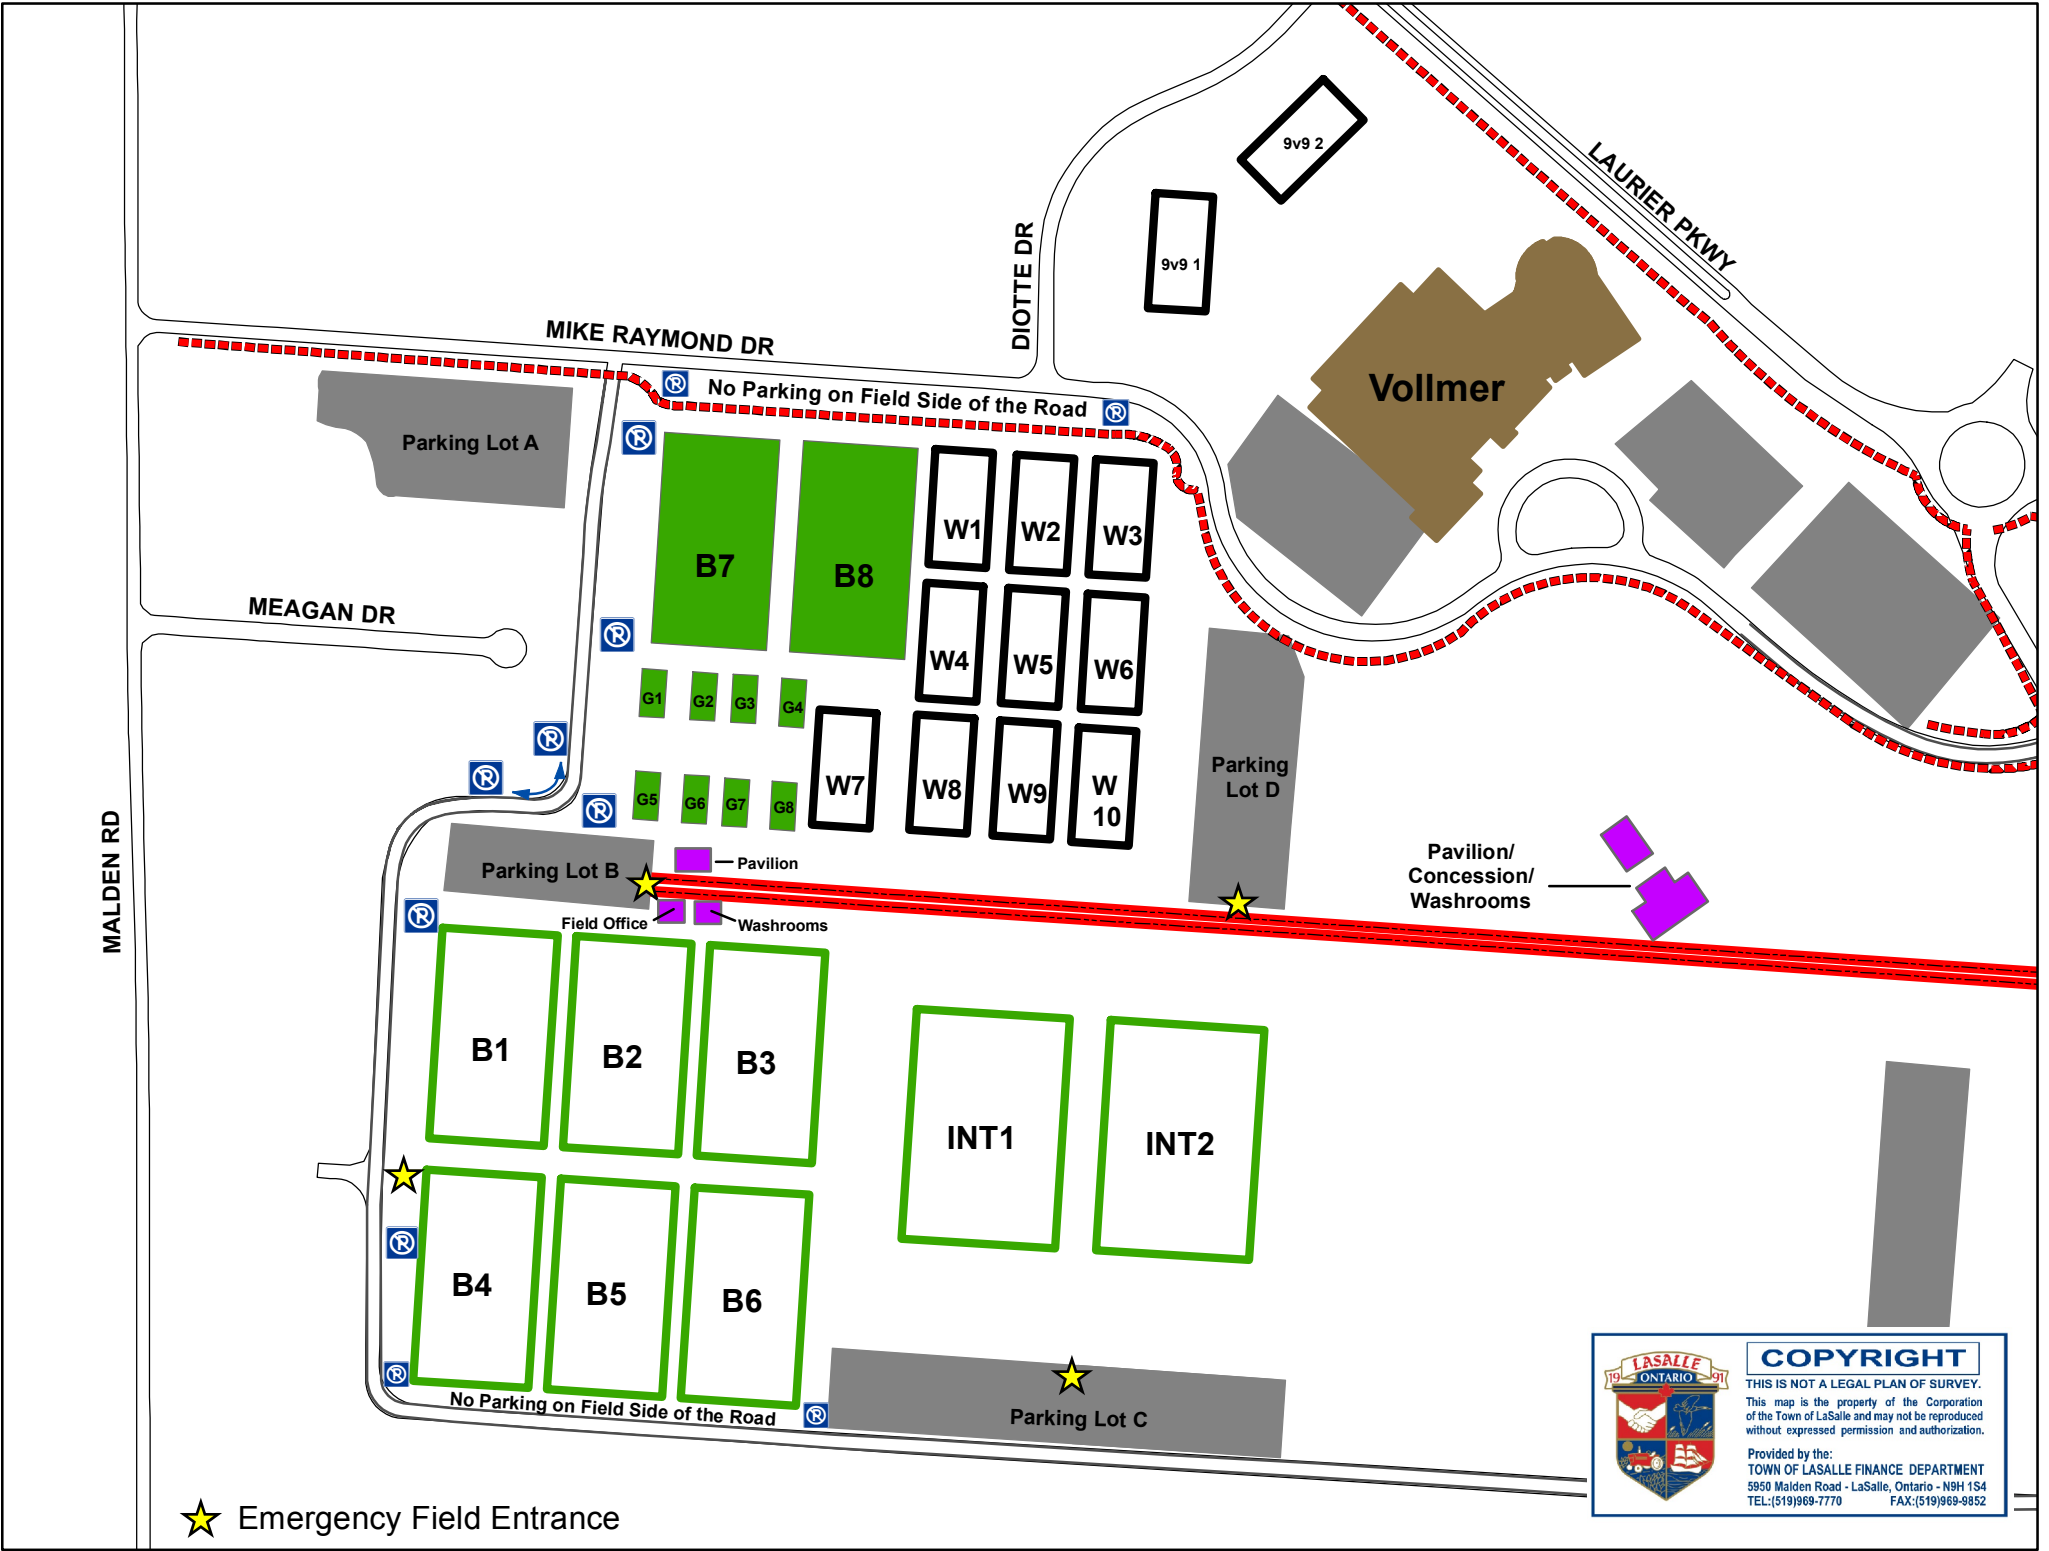 9v9 2
LAURIER PKWY
9v9 1
DIOTTE DR
MIKE RAYMOND DR
Vollmer
No Parking on Field Side of the Road
Parking Lot A
W1
W2
W3
B7
B8
MEAGAN DR
W4
W5
W6
G1
G2
G3
G4
W7
W8
W9
W
10
Parking
Lot D
G5
G6
G7
G8
MALDEN RD
Parking Lot B
Pavilion
Pavilion/
Concession/
Washrooms
Field Office
Washrooms
B1
B2
B3
INT1
INT2
B4
B5
B6
No Parking on Field Side of the Road
Parking Lot C
Emergency Field Entrance
LASALLE
19
ONTARIO
91
COPYRIGHT
THIS IS NOT A LEGAL PLAN OF SURVEY.
This map is the property of the Corporation
of the Town of LaSalle and may not be reproduced
without expressed permission and authorization.
Provided by the:
TOWN OF LASALLE FINANCE DEPARTMENT
5950 Malden Road - LaSalle, Ontario - N9H 1S4
TEL:(519)969-7770 FAX:(519)969-9852